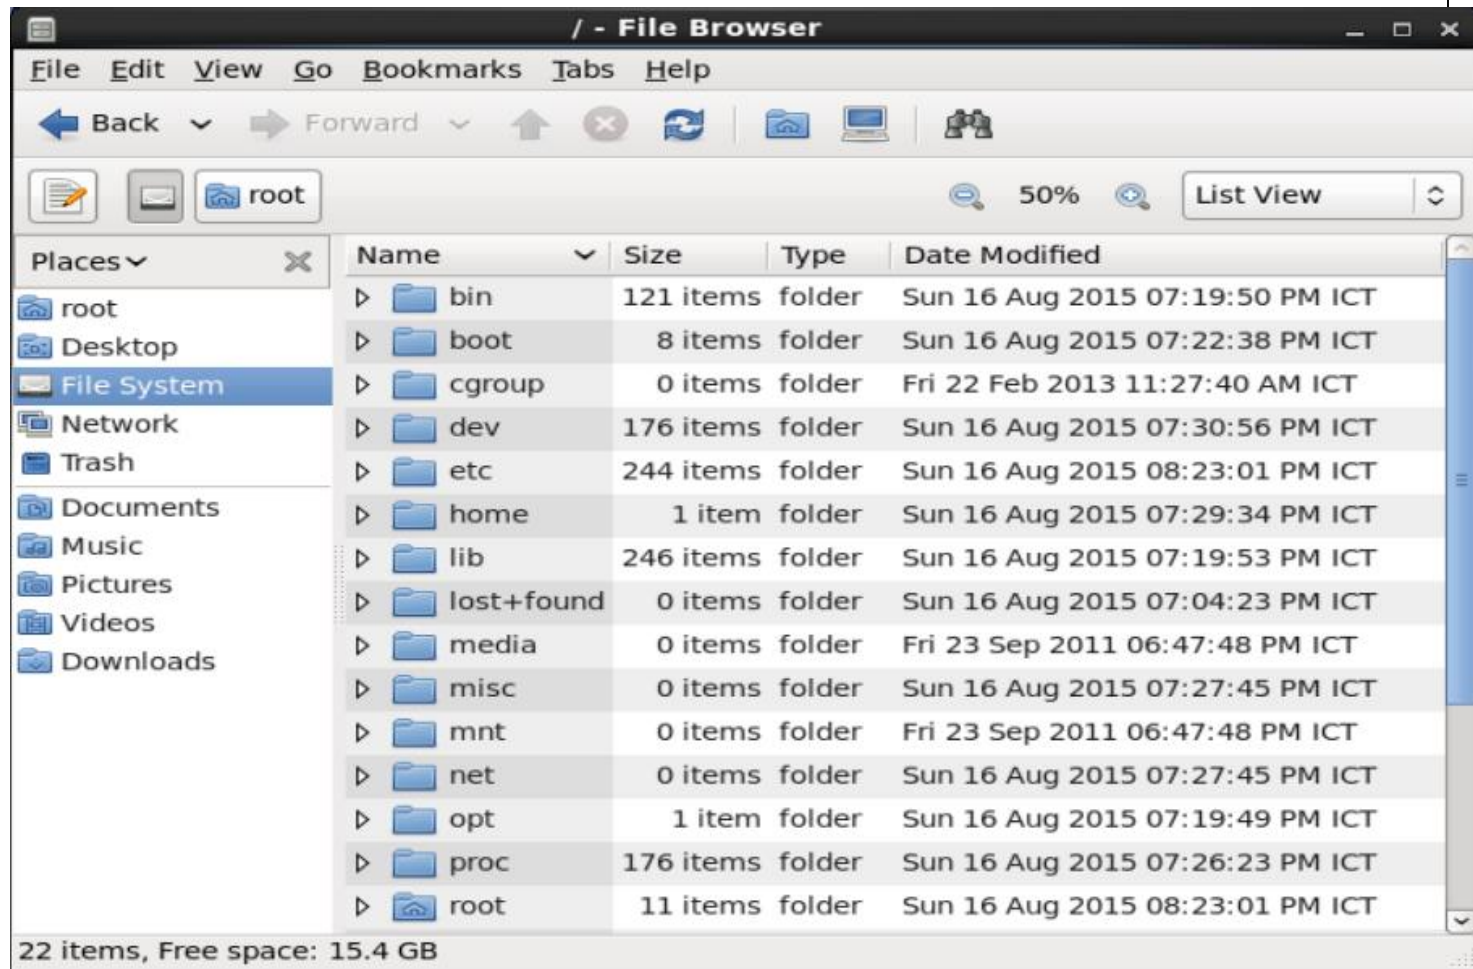 / - File Browser
File Edit View Go Bookmarks Tabs Help
Back Forward
root 50% List View
Places
root
Desktop
File System
Network
Trash
Documents
Music
Pictures
Videos
Downloads
Name Size Type Date Modified
bin 121 items folder Sun 16 Aug 2015 07:19:50 PM ICT
boot 8 items folder Sun 16 Aug 2015 07:22:38 PM ICT
cgroup 0 items folder Fri 22 Feb 2013 11:27:40 AM ICT
dev 176 items folder Sun 16 Aug 2015 07:30:56 PM ICT
etc 244 items folder Sun 16 Aug 2015 08:23:01 PM ICT
home 1 item folder Sun 16 Aug 2015 07:29:34 PM ICT
lib 246 items folder Sun 16 Aug 2015 07:19:53 PM ICT
lost+found 0 items folder Sun 16 Aug 2015 07:04:23 PM ICT
media 0 items folder Fri 23 Sep 2011 06:47:48 PM ICT
misc 0 items folder Sun 16 Aug 2015 07:27:45 PM ICT
mnt 0 items folder Fri 23 Sep 2011 06:47:48 PM ICT
net 0 items folder Sun 16 Aug 2015 07:27:45 PM ICT
opt 1 item folder Sun 16 Aug 2015 07:19:49 PM ICT
proc 176 items folder Sun 16 Aug 2015 07:26:23 PM ICT
root 11 items folder Sun 16 Aug 2015 08:23:01 PM ICT
22 items, Free space: 15.4 GB